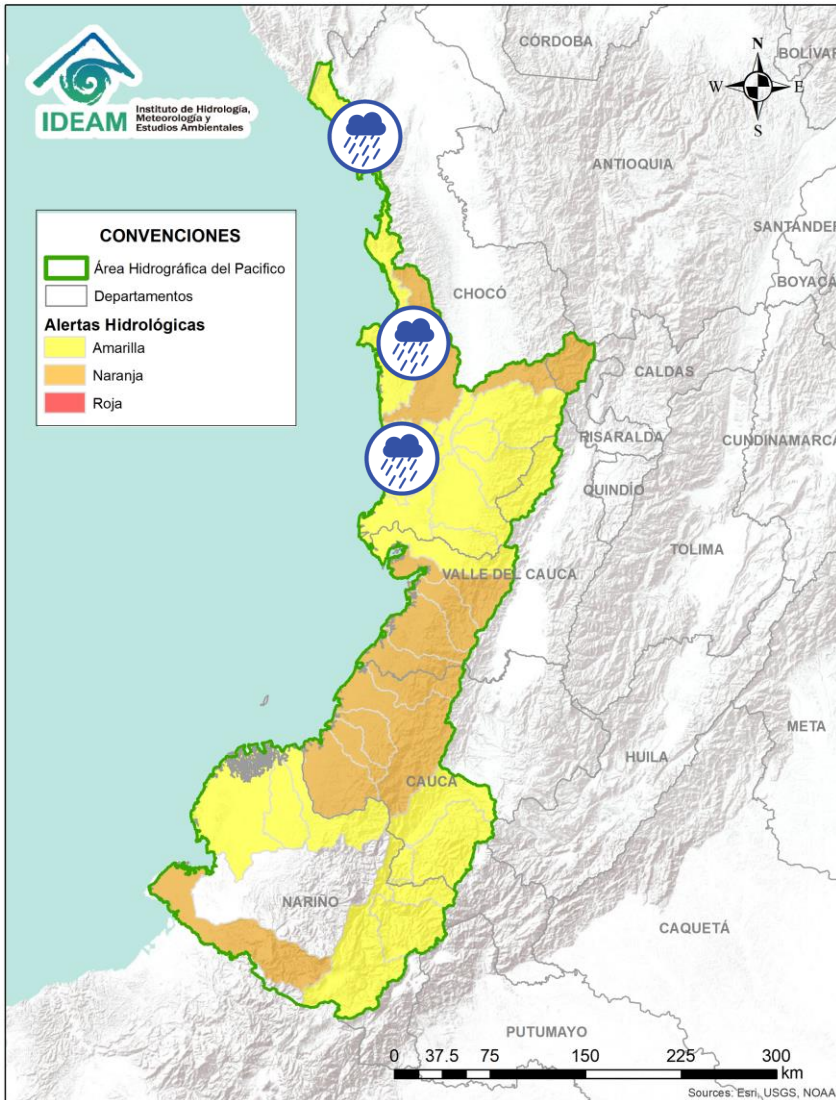 IDEAM
Instituto de Hidrología,
Meteorología y
Estudios Ambientales
CÓRDOBA
BOLÍVAR
N
W
E
S
ANTIOQUIA
SANTANDER
BOYACÁ
CONVENCIONES
Área Hidrográfica del Pacifico
Departamentos
Alertas Hidrológicas
Amarilla
Naranja
Roja
CHOCÓ
CALDAS
RISARALDA
CUNDINAMARCA
QUINDÍO
TOLIMA
VALLE DEL CAUCA
META
HUILA
CAUCA
NARIÑO
CAQUETÁ
PUTUMAYO
0 37.5 75 150 225 300
km
Sources: Esri, USGS, NOAA